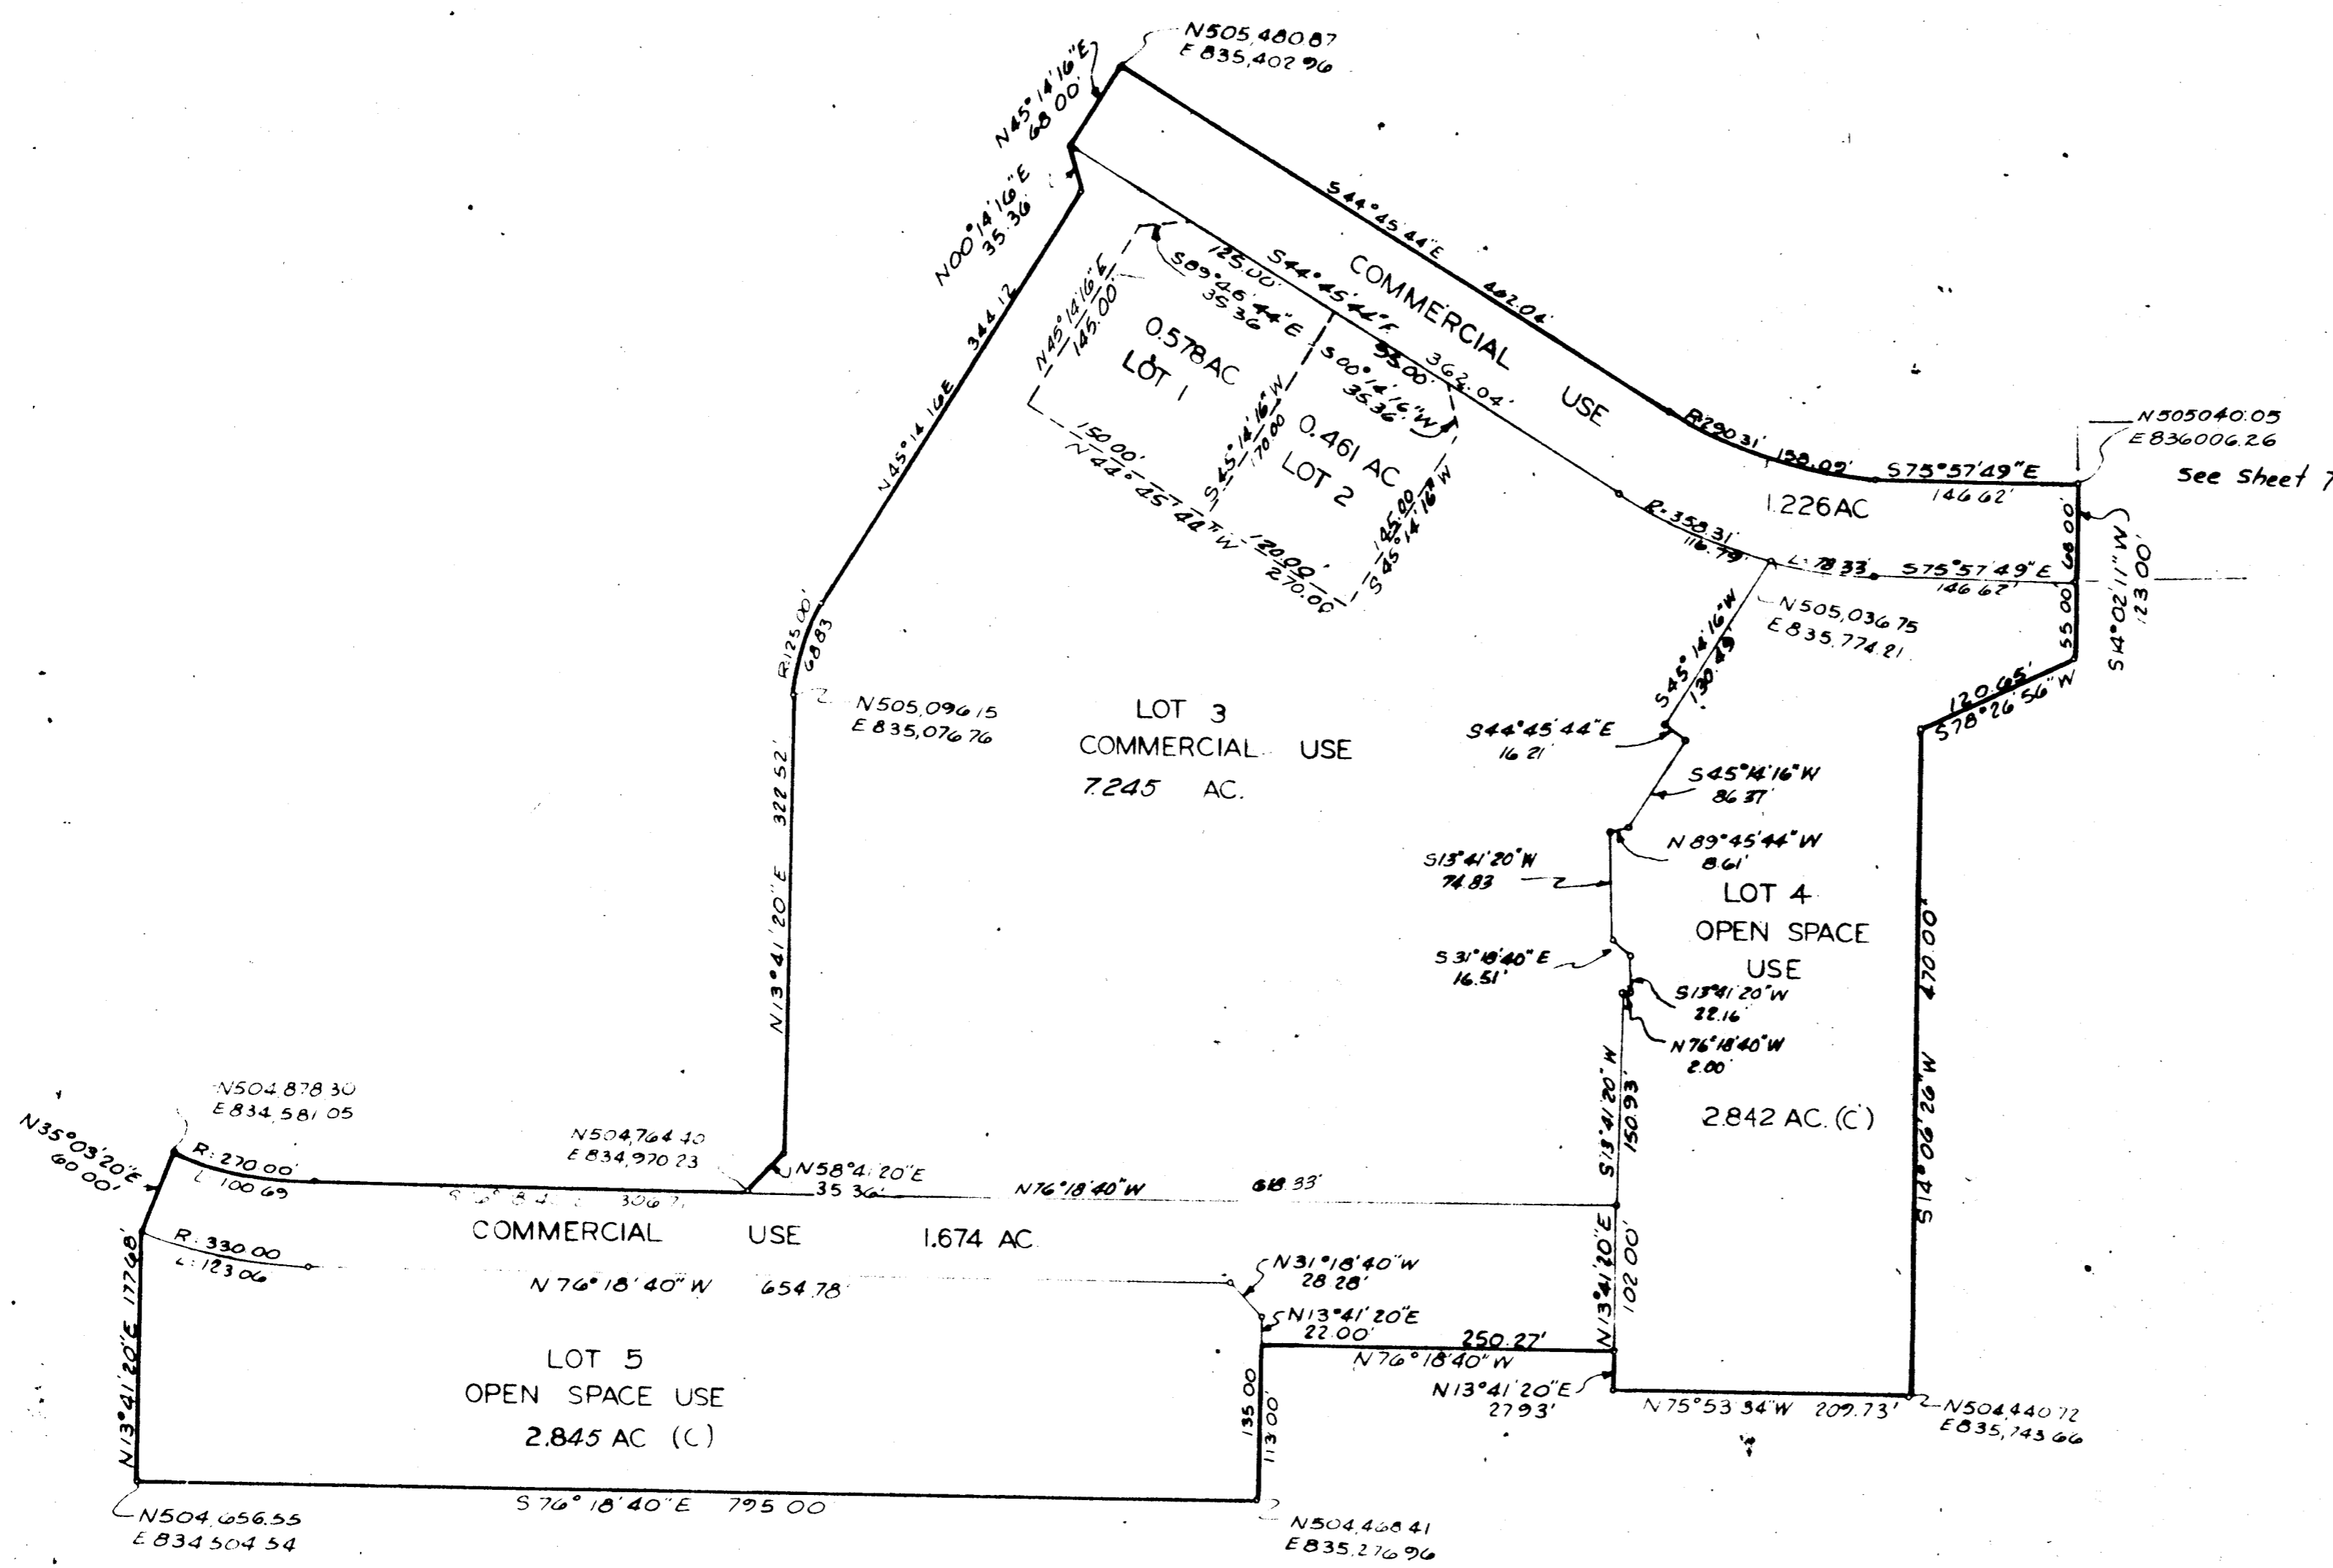 N505,480.87
E 835,402.96
N45°14'16"E
68.00'
N00°14'16"E
35.36'
S44°45'44"E
462.04'
COMMERCIAL
USE
S89°46'44"E
35.36
125.00'
S44°45'44"E
362.04'
55.00'
N45°14'16"E
145.00'
0.578AC
LOT 1
S00°14'16"W
35.36'
S45°14'16"W
170.00'
0.461 AC
LOT 2
150.00'
N44°45'44"W
120.00'
270.00'
145.00
S45°14'16"W
344.12
N45°14'16E
R:290.31'
158.09'
S75°57'49"E
146.62'
N505040.05
E836006.26
See Sheet 7
1.226AC
R=358.31'
116.79'
L:78.33'
S75°57'49"E
146.62'
68.00'
55.00'
S14°02'11"W
123.00'
N505,036.75
E835,774.21
120.65'
S78°26'56"W
S45°14'16"W
130.49'
R:125.00'
68.83
N505,096.15
E835,076.76
LOT 3
COMMERCIAL USE
7.245 AC.
S44°45'44"E
16.21'
S45°14'16"W
86.37'
N89°45'44"W
8.61'
S13°41'20"W
74.83
LOT 4
OPEN SPACE
USE
S31°18'40"E
16.51'
S13°41'20"W
22.16'
N76°18'40"W
2.00'
N13°41'20"E 322.52'
470.00'
S14°06'26"W
S13°41'20"W
150.93'
2.842 AC.(C)
N504,878.30
E834,581.05
N35°03'20"E
60.00'
R:270.00'
L:100.69
N504,764.40
E834,970.23
N58°41'20"E
35.36'
N76°18'40"W 618.33'
COMMERCIAL USE 1.674 AC.
R:330.00
L:123.06
N76°18'40"W 654.78'
N31°18'40"W
28.28'
N13°41'20"E
22.00'
N13°41'20"E
102.00'
250.27'
N76°18'40"W
N13°41'20"E
27.93'
N75°53'34"W 209.73'
N504,440.72
E835,743.66
N13°41'20"E 177.68'
LOT 5
OPEN SPACE USE
2.845 AC (C)
135.00
113.00'
S76°18'40"E 795.00
N504,656.55
E834504.54
N504,468.41
E835,276.96